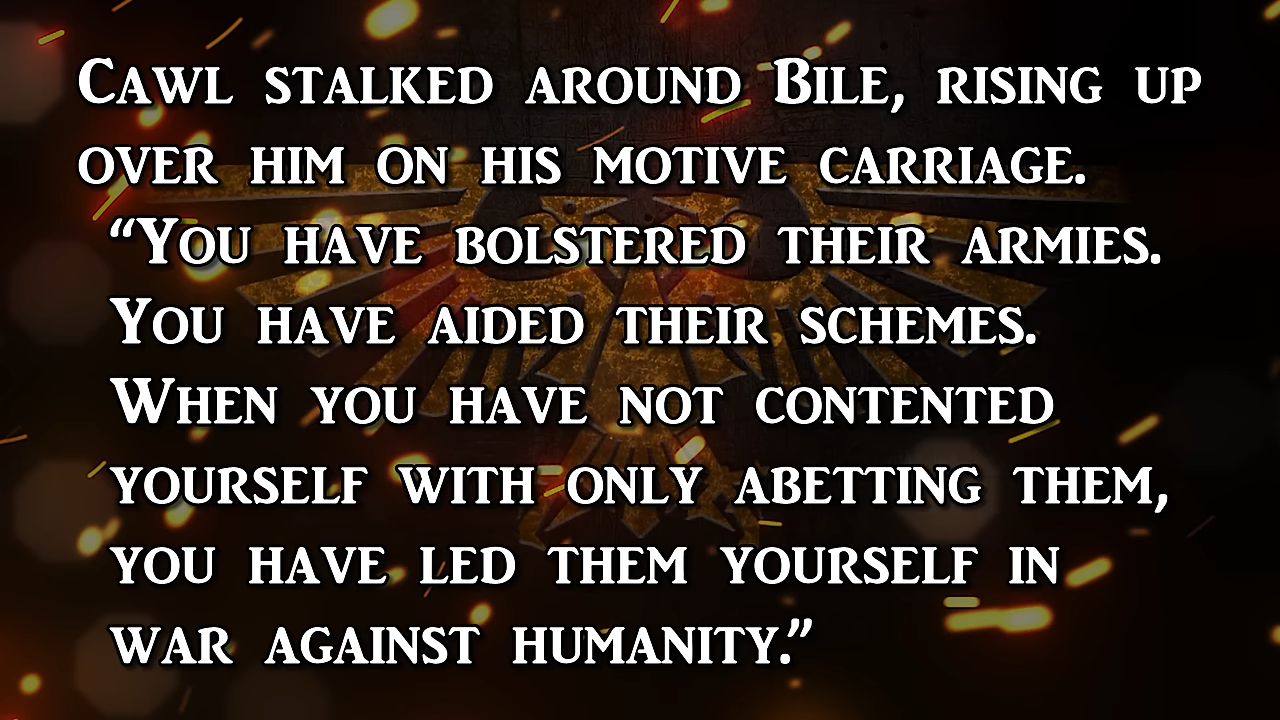 Cawl stalked around Bile, rising up
over him on his motive carriage.
“You have bolstered their armies.
You have aided their schemes.
When you have not contented
yourself with only abetting them,
you have led them yourself in
war against humanity.”